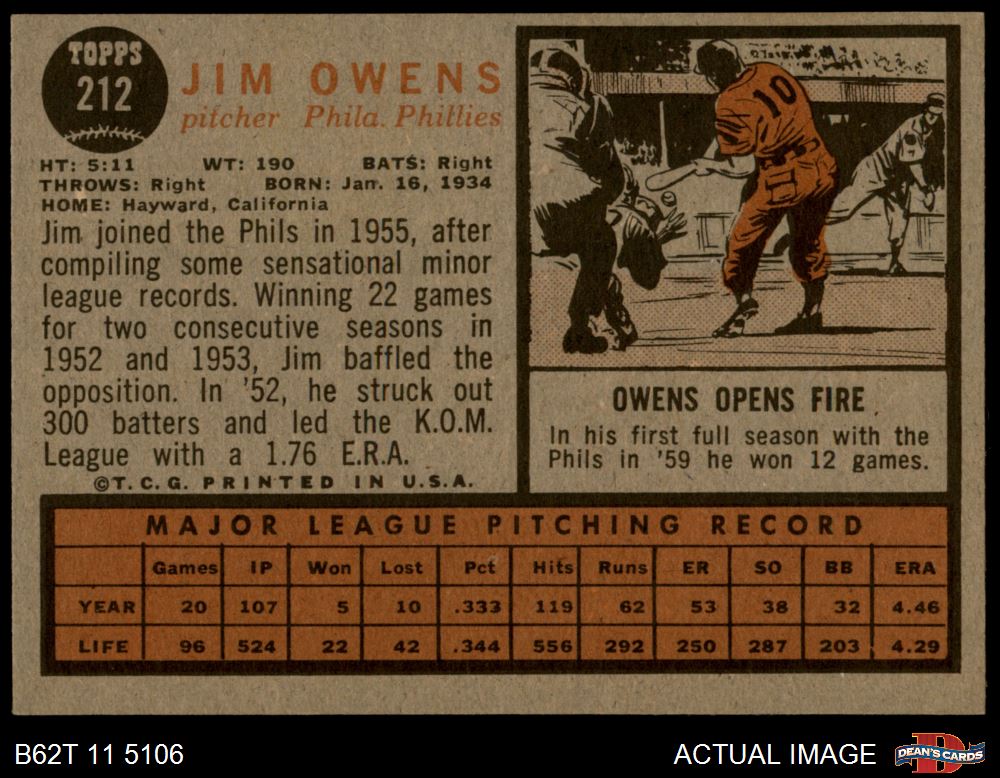 TOPPS
212
JIM OWENS
pitcher Phila. Phillies
HT: 5:11 WT: 190 BATS: Right
THROWS: Right BORN: Jan. 16, 1934
HOME: Hayward, California
Jim joined the Phils in 1955, after
compiling some sensational minor
league records. Winning 22 games
for two consecutive seasons in
1952 and 1953, Jim baffled the
opposition. In '52, he struck out
300 batters and led the K.O.M.
League with a 1.76 E.R.A.
©T. C. G. PRINTED IN U.S.A.
10
OWENS OPENS FIRE
In his first full season with the
Phils in '59 he won 12 games.
MAJOR LEAGUE PITCHING RECORD
Games IP Won Lost Pct Hits Runs ER SO BB ERA
YEAR 20 107 5 10 .333 119 62 53 38 32 4.46
LIFE 96 524 22 42 .344 556 292 250 287 203 4.29
B62T 11 5106
ACTUAL IMAGE
DEAN'S CARDS